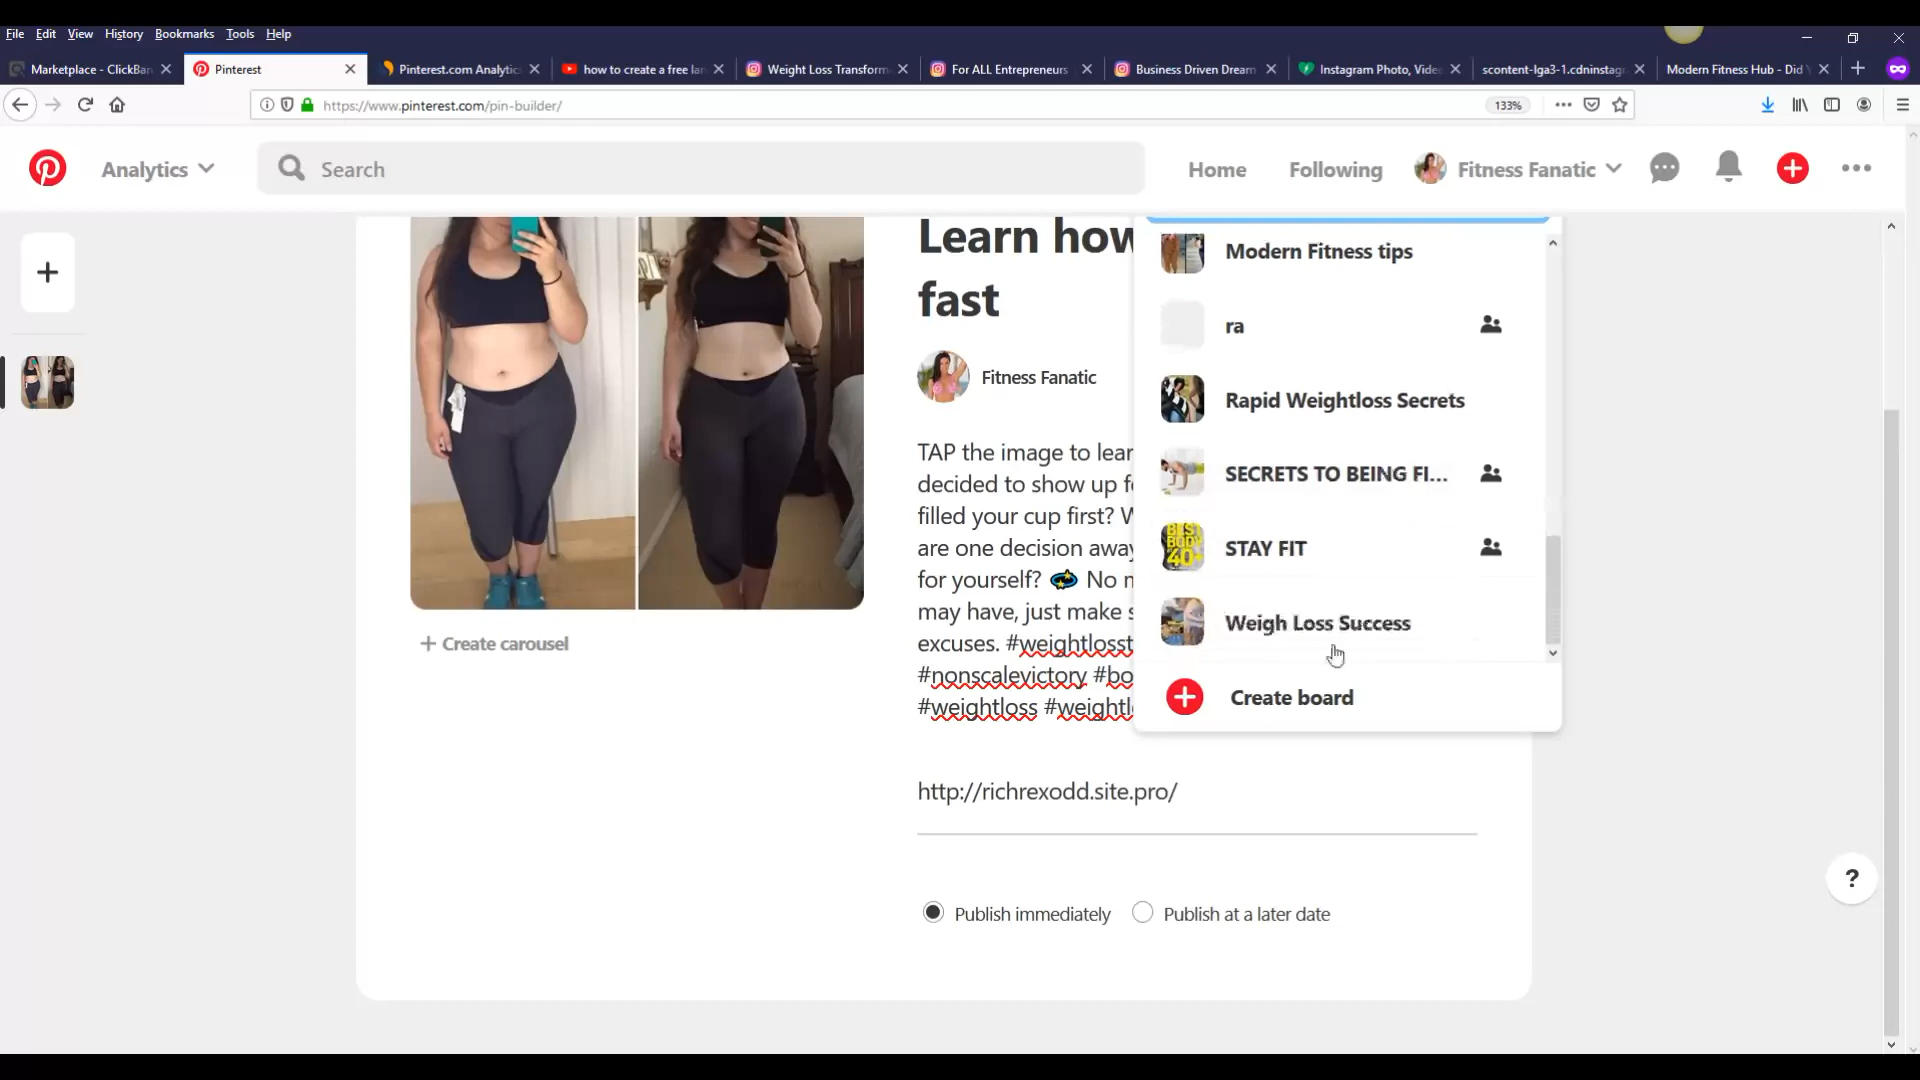 File Edit View History Bookmarks Tools Help
Marketplace - ClickBan
Pinterest
Pinterest.com Analytics
how to create a free lan
Weight Loss Transform
For ALL Entrepreneurs
Business Driven Dream
Instagram Photo, Vide
scontent-lga3-1.cdninstag
Modern Fitness Hub - Did
https://www.pinterest.com/pin-builder/
133%
Analytics
Search
Home
Following
Fitness Fanatic
Learn how
fast
Fitness Fanatic
TAP the image to lear
decided to show up f
filled your cup first? W
are one decision away
for yourself? 💫 No m
may have, just make s
excuses. #weightlosst
#nonscalevictory #bo
#weightloss #weightl
http://richrexodd.site.pro/
Publish immediately
Publish at a later date
+ Create carousel
Modern Fitness tips
ra
Rapid Weightloss Secrets
SECRETS TO BEING FI...
BEST
BODY
40+
STAY FIT
Weigh Loss Success
Create board
?